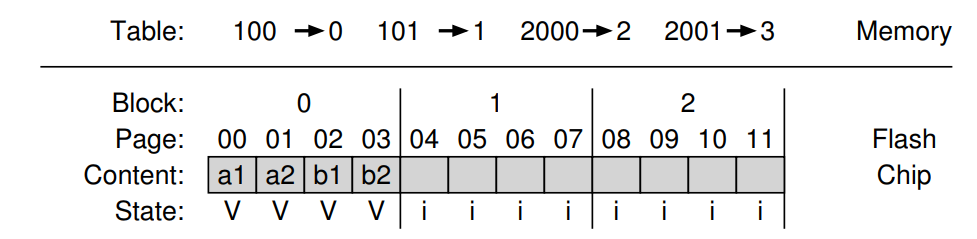 Table: 100 → 0 101 → 1 2000 → 2 2001 → 3 Memory
Block: 0 1 2
Page: 00 01 02 03 04 05 06 07 08 09 10 11 Flash
Content: a1 a2 b1 b2 Chip
State: V V V V i i i i i i i i